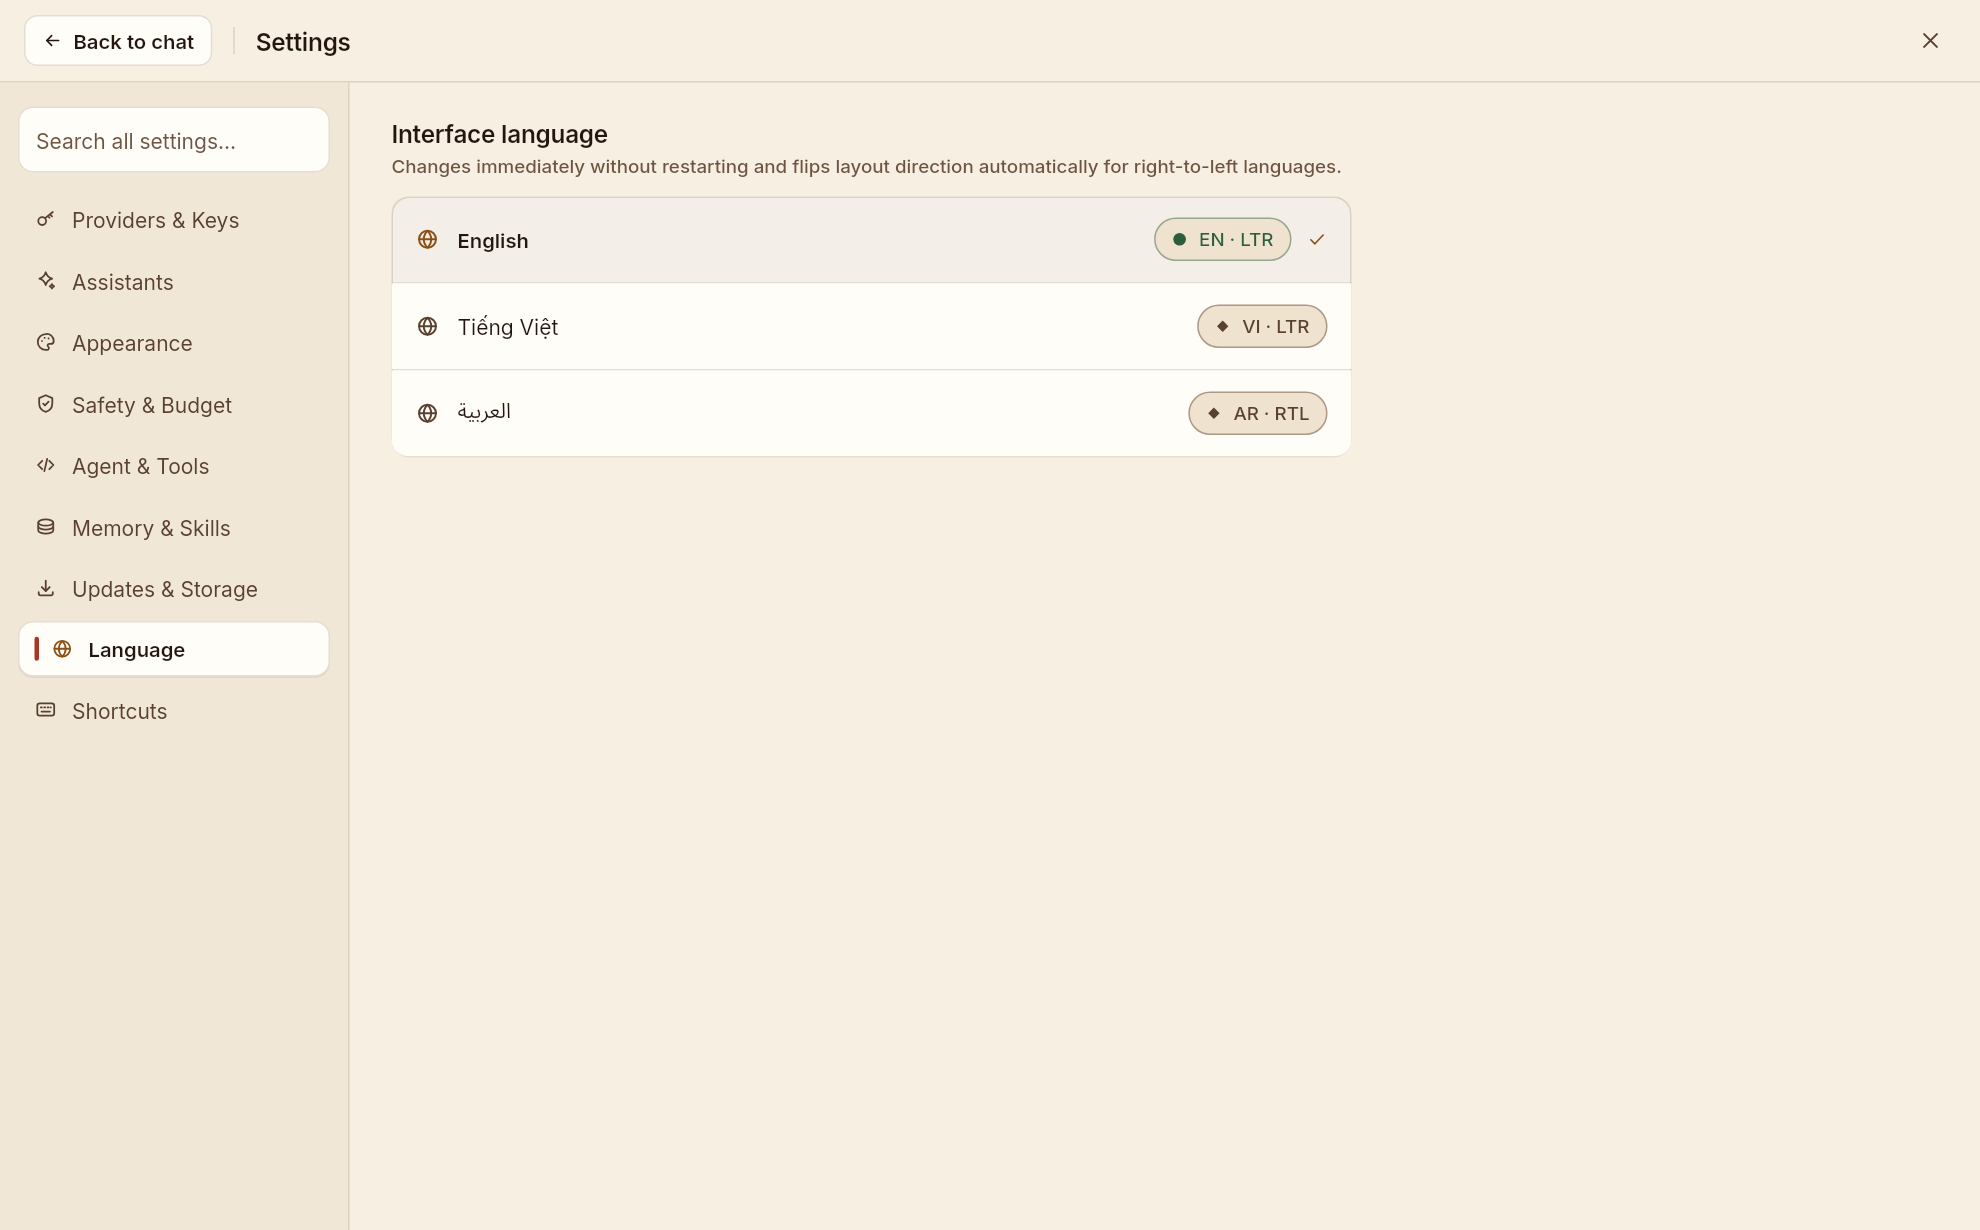 Back to chat
Settings
Search all settings...
Providers & Keys
Assistants
Appearance
Safety & Budget
Agent & Tools
Memory & Skills
Updates & Storage
Language
Shortcuts
Interface language
Changes immediately without restarting and flips layout direction automatically for right-to-left languages.
English
EN · LTR
Tiếng Việt
VI · LTR
العربية
AR · RTL